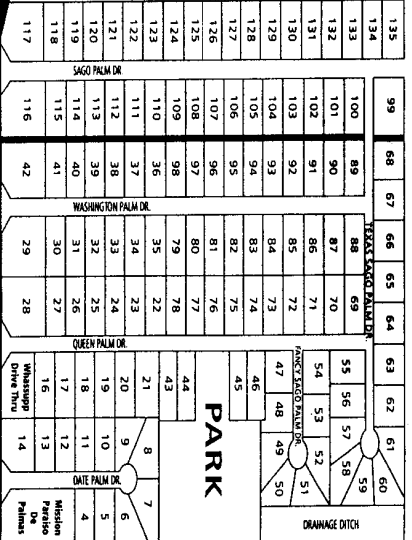 117 118 119 120 121 122 123 124 125 126 127 128 129 130 131 132 133 134 135
SAGO PALM DR
116 115 114 113 112 111 110 109 108 107 106 105 104 103 102 101 100 99
42 41 40 39 38 37 36 98 97 96 95 94 93 92 91 90 89 68
67
WASHINGTON PALM DR.
29 30 31 32 33 34 35 79 80 81 82 83 84 85 86 87 88 66
TEXAS SAGO PALM DR.
65
28 27 26 25 24 23 22 78 77 76 75 74 73 72 71 70 69 64
QUEEN PALM DR.
Whassupp
Drive Thru
16 17 18 19 20 21 43 44 45 46 47
FANCY SAGO PALM DR.
54 55 63
48 53 56 62
PARK
14 13 12 11 10 9 8 49 52 57 61
50 51 58 59 60
DATE PALM DR.
Mission
Paraiso
De
Palmas
4 5 6 7
DRAINAGE DITCH